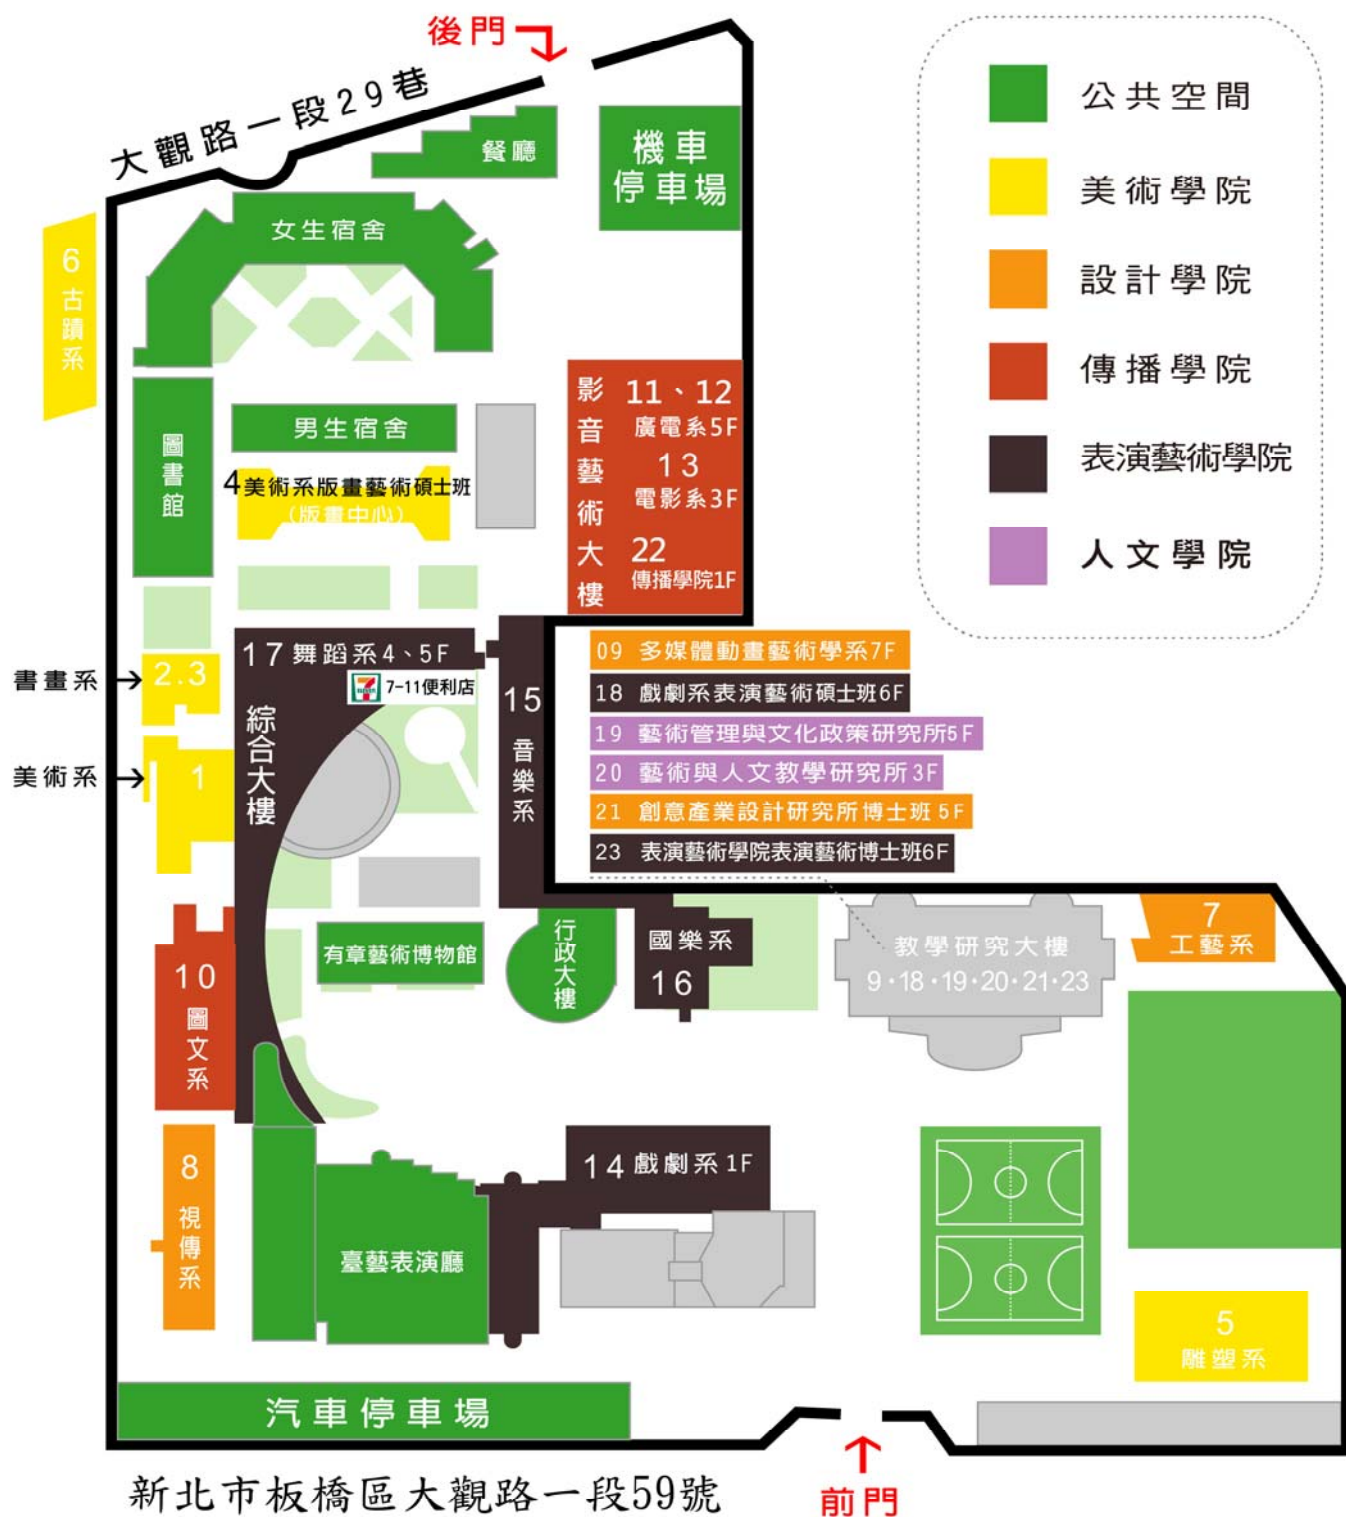 後門
大觀路一段29巷
餐廳
機車
停車場
公共空間
美術學院
設計學院
傳播學院
表演藝術學院
人文學院
女生宿舍
6
古蹟系
圖書館
男生宿舍
4美術系版畫藝術碩士班
(版畫中心)
影音藝術大樓
11、12
廣電系5F
13
電影系3F
22
傳播學院1F
書畫系
2.3
美術系
1
17 舞蹈系4、5F
7-11便利店
ELEVEN
綜合大樓
15
音樂系
09 多媒體動畫藝術學系7F
18 戲劇系表演藝術碩士班6F
19 藝術管理與文化政策研究所5F
20 藝術與人文教學研究所3F
21 創意產業設計研究所博士班 5F
23 表演藝術學院表演藝術博士班6F
10
圖文系
有章藝術博物館
行政大樓
國樂系
16
教學研究大樓
9·18·19·20·21·23
7
工藝系
8
視傳系
臺藝表演廳
14 戲劇系1F
5
雕塑系
汽車停車場
新北市板橋區大觀路一段59號
前門